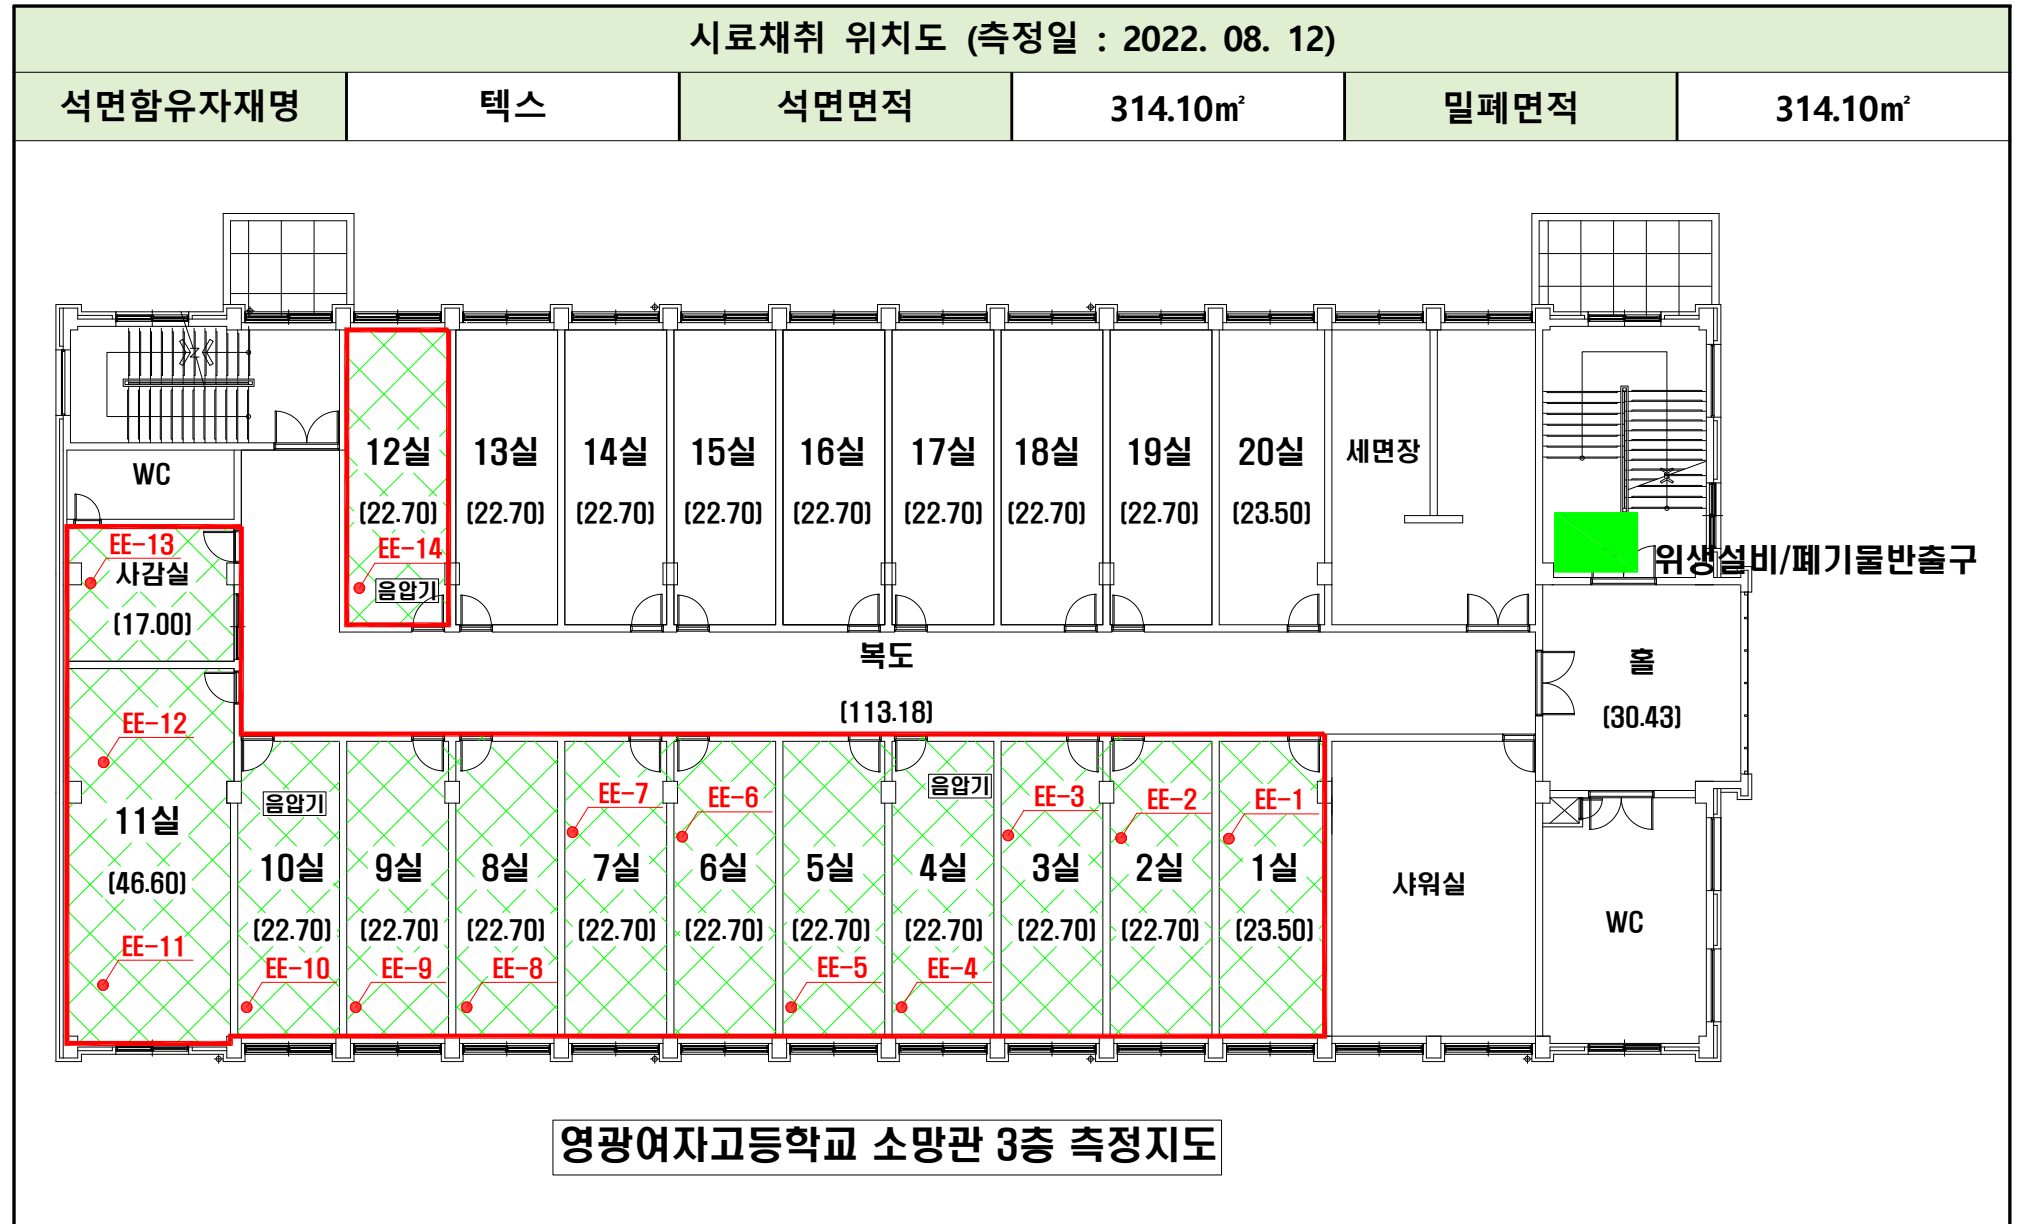 시료채취 위치도 (측정일 : 2022. 08. 12)
석면함유자재명 텍스 석면면적 314.10㎡ 밀폐면적 314.10㎡
12실 13실 14실 15실 16실 17실 18실 19실 20실 세면장
WC
(22.70) (22.70) (22.70) (22.70) (22.70) (22.70) (22.70) (22.70) (23.50)
EE-13 EE-14
사감실 음압기 위생설비/폐기물반출구
(17.00)
복도 홀
(113.18) (30.43)
EE-12
음압기 EE-7 EE-6 음압기 EE-3 EE-2 EE-1
11실
10실 9실 8실 7실 6실 5실 4실 3실 2실 1실 샤워실
(46.60)
(22.70) (22.70) (22.70) (22.70) (22.70) (22.70) (22.70) (22.70) (22.70) (23.50) WC
EE-11
EE-10 EE-9 EE-8 EE-5 EE-4
영광여자고등학교 소망관 3층 측정지도